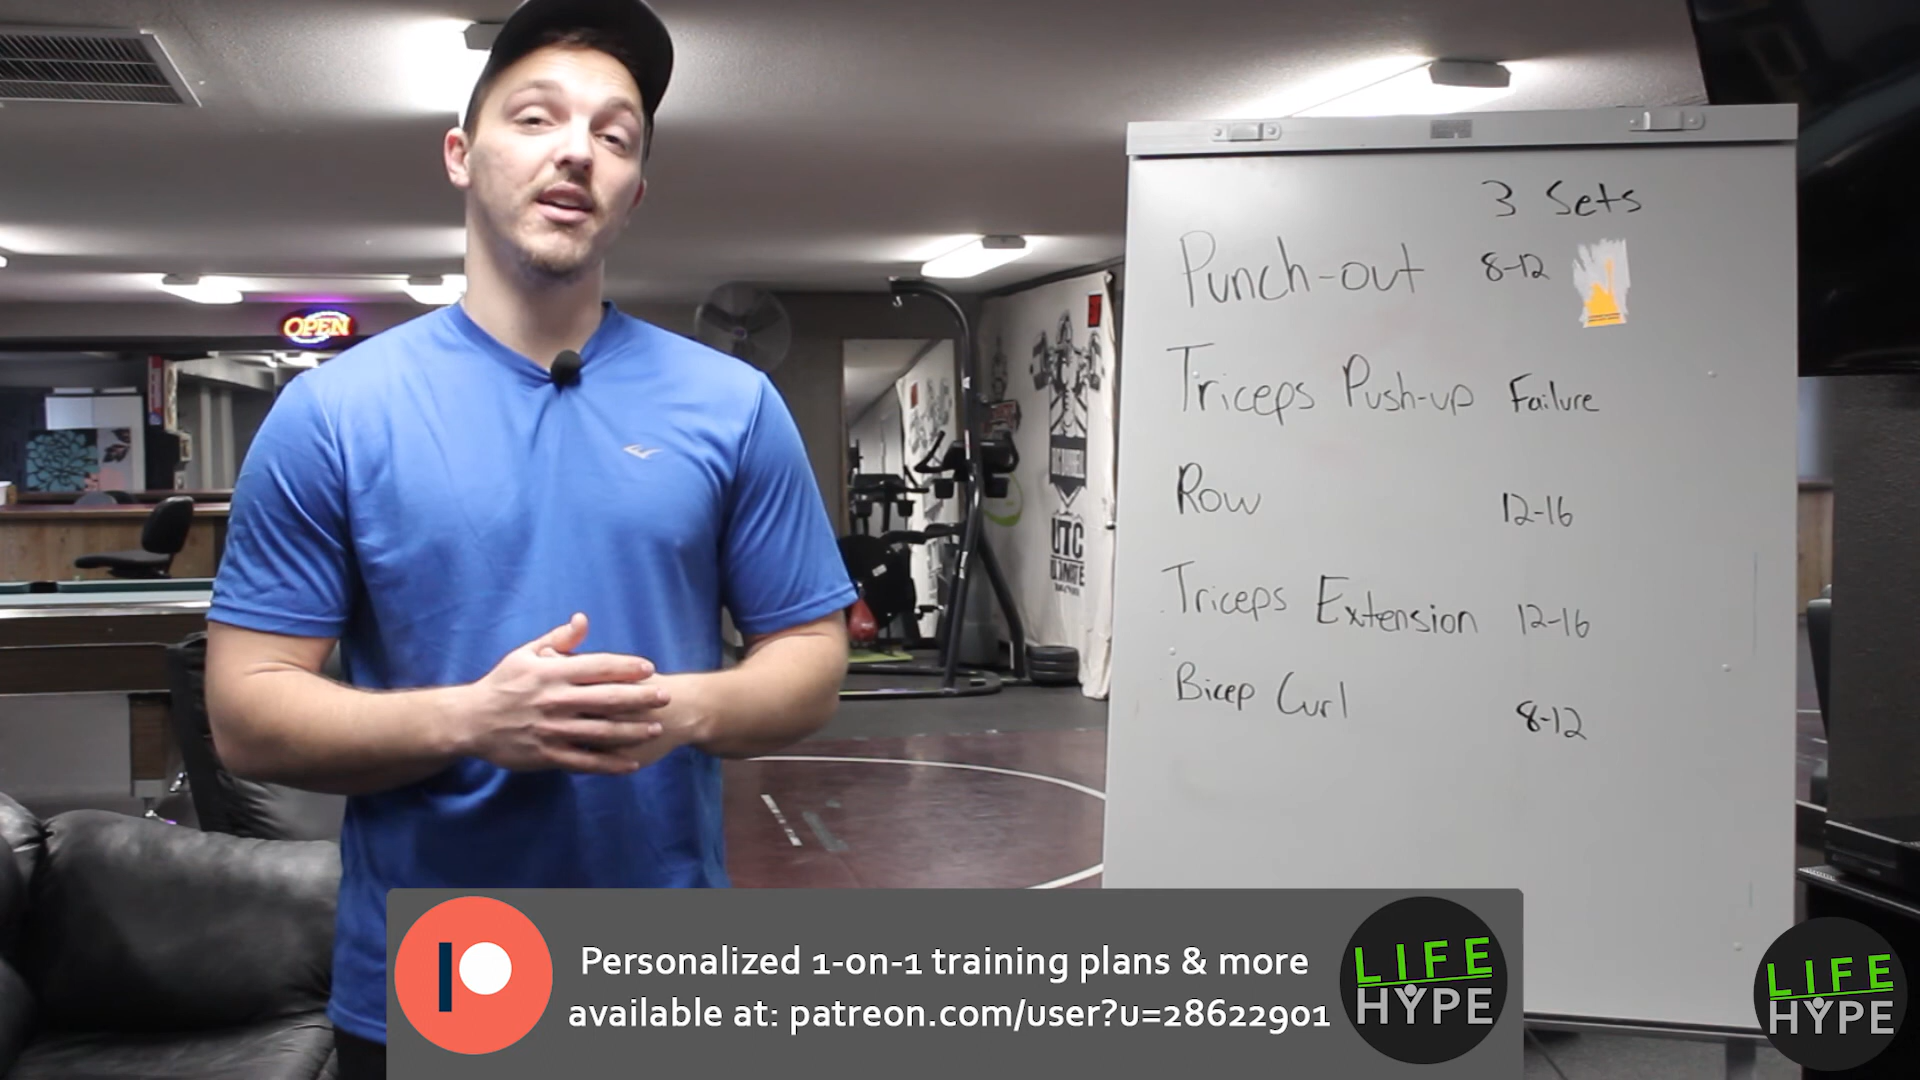 3 Sets
Punch-out 8-12
Triceps Push-up Failure
Row 12-16
Triceps Extension 12-16
Bicep Curl 8-12
OPEN
UTC
ULTIMATE
Personalized 1-on-1 training plans & more
available at: patreon.com/user?u=28622901
LIFE
HYPE
LIFE
HYPE